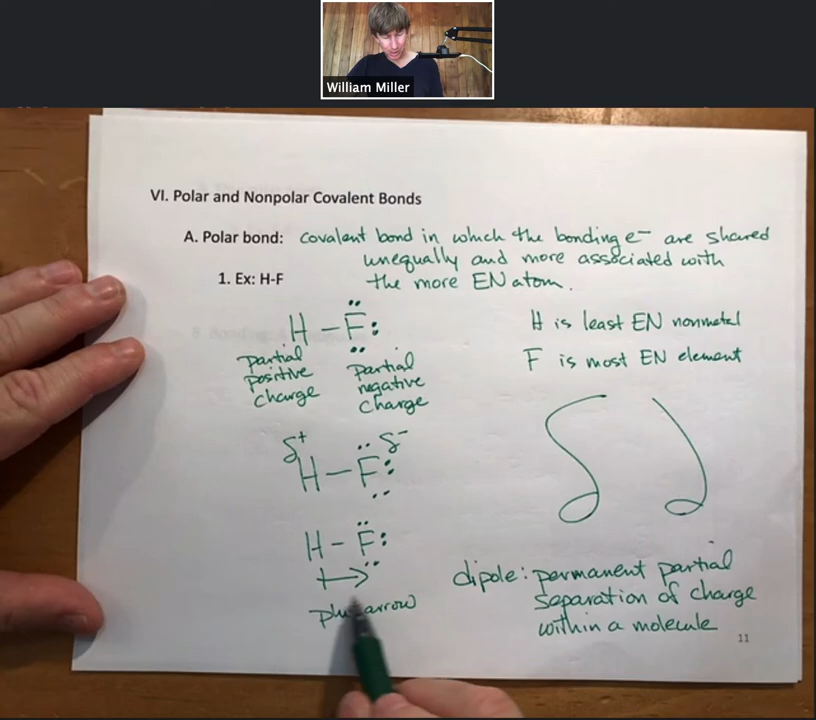 William Miller
VI. Polar and Nonpolar Covalent Bonds
A. Polar bond: covalent bond in which the bonding e⁻ are shared
unequally and more associated with
1. Ex: H-F the more EN atom.
H – F
H is least EN nonmetal
F is most EN element
partial positive charge
partial negative charge
δ⁺ δ⁻
H – F
δ
H – F
plus arrow
dipole: permanent partial
separation of charge
within a molecule
11